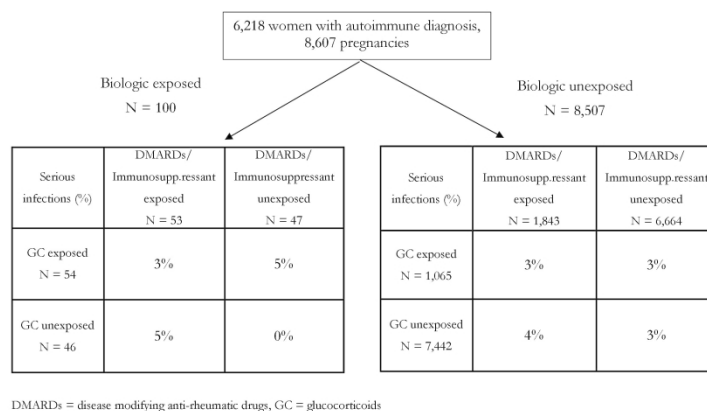 6,218 women with autoimmune diagnosis,
8,607 pregnancies
Biologic exposed
N = 100
Biologic unexposed
N = 8,507
Serious
infections (%)
DMARDs/
Immunosupp.ressant
exposed
N = 53
DMARDs/
Immunosuppressant
unexposed
N = 47
GC exposed
N = 54
3%
5%
GC unexposed
N = 46
5%
0%
Serious
infections (%)
DMARDs/
Immunosupp.ressant
exposed
N = 1,843
DMARDs/
Immunosupp.ressant
unexposed
N = 6,664
GC exposed
N = 1,065
3%
3%
GC unexposed
N = 7,442
4%
3%
DMARDs = disease modifying anti-rheumatic drugs, GC = glucocorticoids